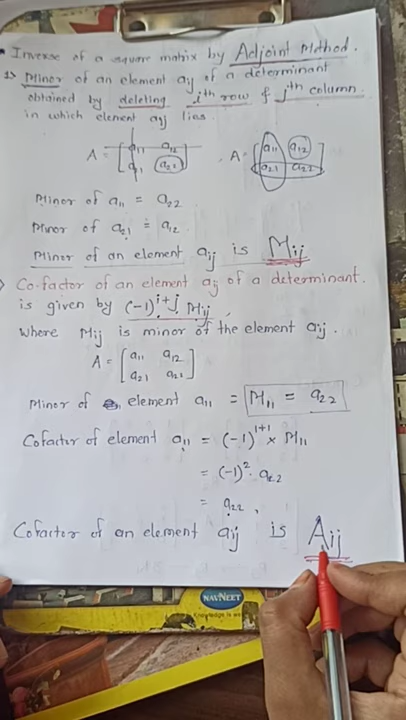 Inverse of a square matrix by Adjoint Method.
1) Minor of an element aij of a determinant
obtained by deleting ith row & jth column
in which element aij lies.
A = [ a11 a12
a21 a22 ]
A = [ a11 a12
a21 a22 ]
Minor of a11 = a22
Minor of a21 = a12
Minor of an element aij is Mij
Co-factor of an element aij of a determinant.
is given by (-1)^i+j. Mij
where Mij is minor of the element aij.
A = [ a11 a12
a21 a22 ]
Minor of element a11 = M11 = a22
Cofactor of element a11 = (-1)^1+1 × M11
= (-1)^2. a22
= a22,
Cofactor of an element aij is Aij
NAVNEET